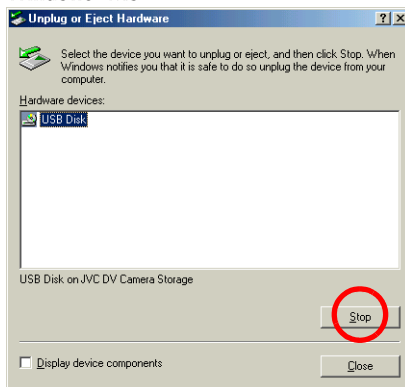 Unplug or Eject Hardware
Select the device you want to unplug or eject, and then click Stop. When
Windows notifies you that it is safe to do so unplug the device from your
computer.
Hardware devices:
USB Disk
USB Disk on JVC DV Camera Storage
Stop
Display device components
Close